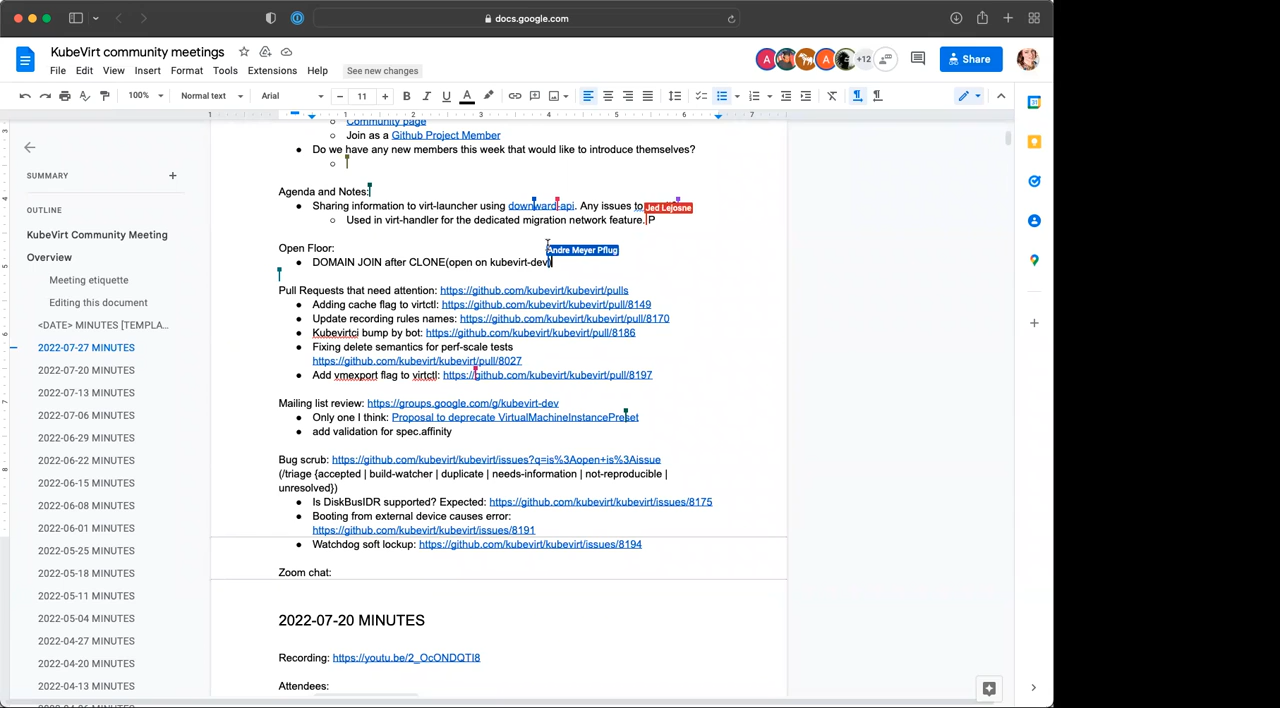 docs.google.com
KubeVirt community meetings
File Edit View Insert Format Tools Extensions Help See new changes
A A +12 Share
100% Normal text Arial 11
1 1 2 3 4 5 6 7
SUMMARY
OUTLINE
KubeVirt Community Meeting
Overview
Meeting etiquette
Editing this document
<DATE> MINUTES [TEMPLA...
2022-07-27 MINUTES
2022-07-20 MINUTES
2022-07-13 MINUTES
2022-07-06 MINUTES
2022-06-29 MINUTES
2022-06-22 MINUTES
2022-06-15 MINUTES
2022-06-08 MINUTES
2022-06-01 MINUTES
2022-05-25 MINUTES
2022-05-18 MINUTES
2022-05-11 MINUTES
2022-05-04 MINUTES
2022-04-27 MINUTES
2022-04-20 MINUTES
2022-04-13 MINUTES
2022-04-06 MINUTES
Community page
Join as a Github Project Member
Do we have any new members this week that would like to introduce themselves?
Agenda and Notes:
Sharing information to virt-launcher using downward-api. Any issues to
Jed Lejosne
Used in virt-handler for the dedicated migration network feature. P
Open Floor:
Andre Meyer Pflug
DOMAIN JOIN after CLONE(open on kubevirt-dev)
Pull Requests that need attention: https://github.com/kubevirt/kubevirt/pulls
Adding cache flag to virtctl: https://github.com/kubevirt/kubevirt/pull/8149
Update recording rules names: https://github.com/kubevirt/kubevirt/pull/8170
Kubevirtci bump by bot: https://github.com/kubevirt/kubevirt/pull/8186
Fixing delete semantics for perf-scale tests
https://github.com/kubevirt/kubevirt/pull/8027
Add vmexport flag to virtctl: https://github.com/kubevirt/kubevirt/pull/8197
Mailing list review: https://groups.google.com/g/kubevirt-dev
Only one I think: Proposal to deprecate VirtualMachineInstancePreset
add validation for spec.affinity
Bug scrub: https://github.com/kubevirt/kubevirt/issues?q=is%3Aopen+is%3Aissue
(/triage {accepted | build-watcher | duplicate | needs-information | not-reproducible |
unresolved})
Is DiskBusIDR supported? Expected: https://github.com/kubevirt/kubevirt/issues/8175
Booting from external device causes error:
https://github.com/kubevirt/kubevirt/issues/8191
Watchdog soft lockup: https://github.com/kubevirt/kubevirt/issues/8194
Zoom chat:
2022-07-20 MINUTES
Recording: https://youtu.be/2_OcONDQTI8
Attendees: